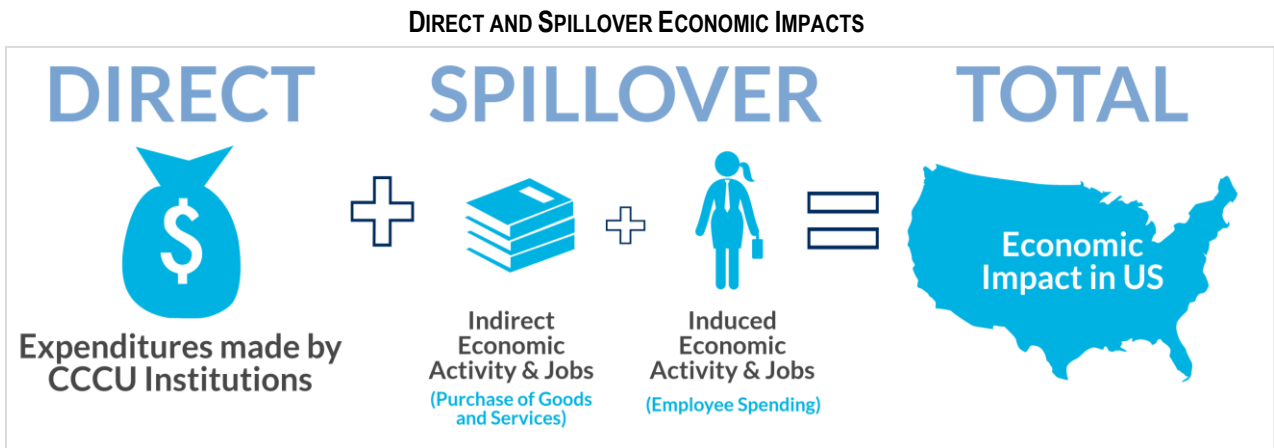 DIRECT AND SPILLOVER ECONOMIC IMPACTS
DIRECT
$
Expenditures made by
CCCU Institutions
SPILLOVER
Indirect
Economic
Activity & Jobs
(Purchase of Goods
and Services)
Induced
Economic
Activity & Jobs
(Employee Spending)
TOTAL
Economic
Impact in US